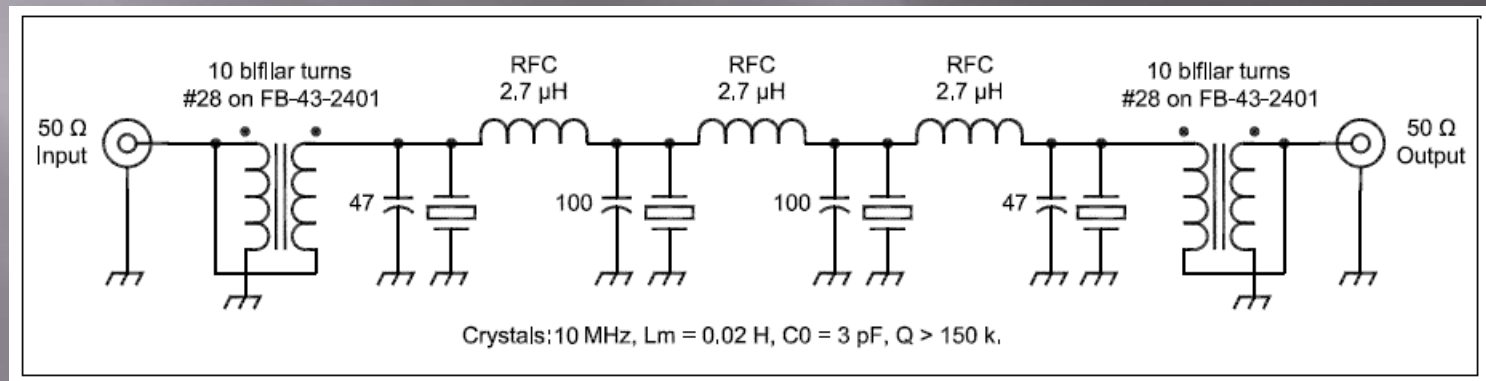 10 bifilar turns
#28 on FB-43-2401
RFC
2.7 µH
RFC
2.7 µH
RFC
2.7 µH
10 bifilar turns
#28 on FB-43-2401
50 Ω
Input
50 Ω
Output
47
100
100
47
Crystals: 10 MHz, Lm = 0.02 H, C0 = 3 pF, Q > 150 k.